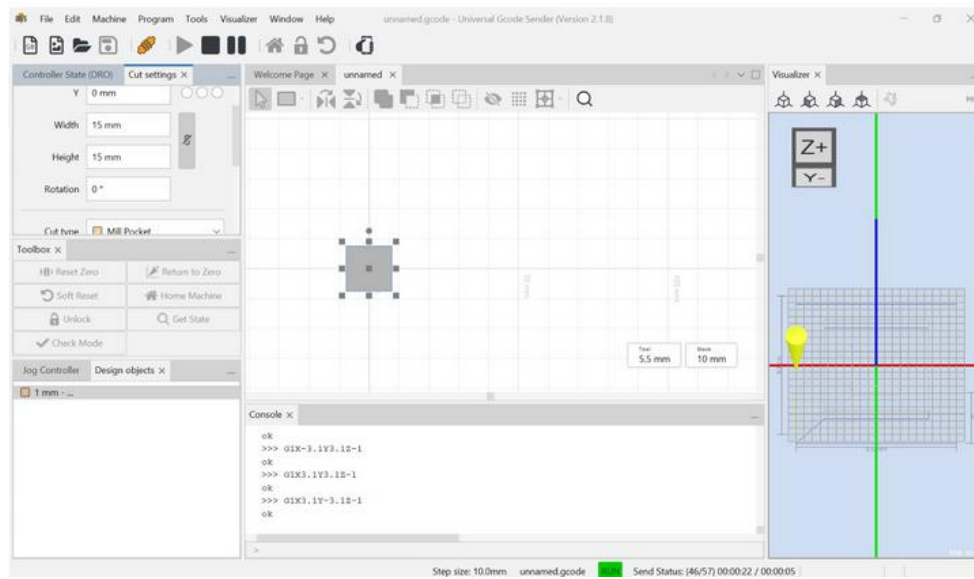 File Edit Machine Program Tools Visualizer Window Help
unnamed.gcode - Universal Gcode Sender (Version 2.1.8)
Controller State (DRO) Cut settings ×
Y 0 mm
Width 15 mm
Height 15 mm
Rotation 0 °
Cut type Mill Pocket
Toolbox ×
Reset Zero Return to Zero
Soft Reset Home Machine
Unlock Get State
Check Mode
Jog Controller Design objects ×
1 mm - ...
Welcome Page × unnamed ×
Tool
5.5 mm
10 mm
Console ×
ok
>>> G1X-3.1Y3.1Z-1
ok
>>> G1X3.1Y3.1Z-1
ok
>>> G1X3.1Y-3.1Z-1
ok
>
Visualizer ×
Z+
Y-
Step size: 10.0mm unnamed.gcode RUN Send Status: (46/57) 00:00:22 / 00:00:05